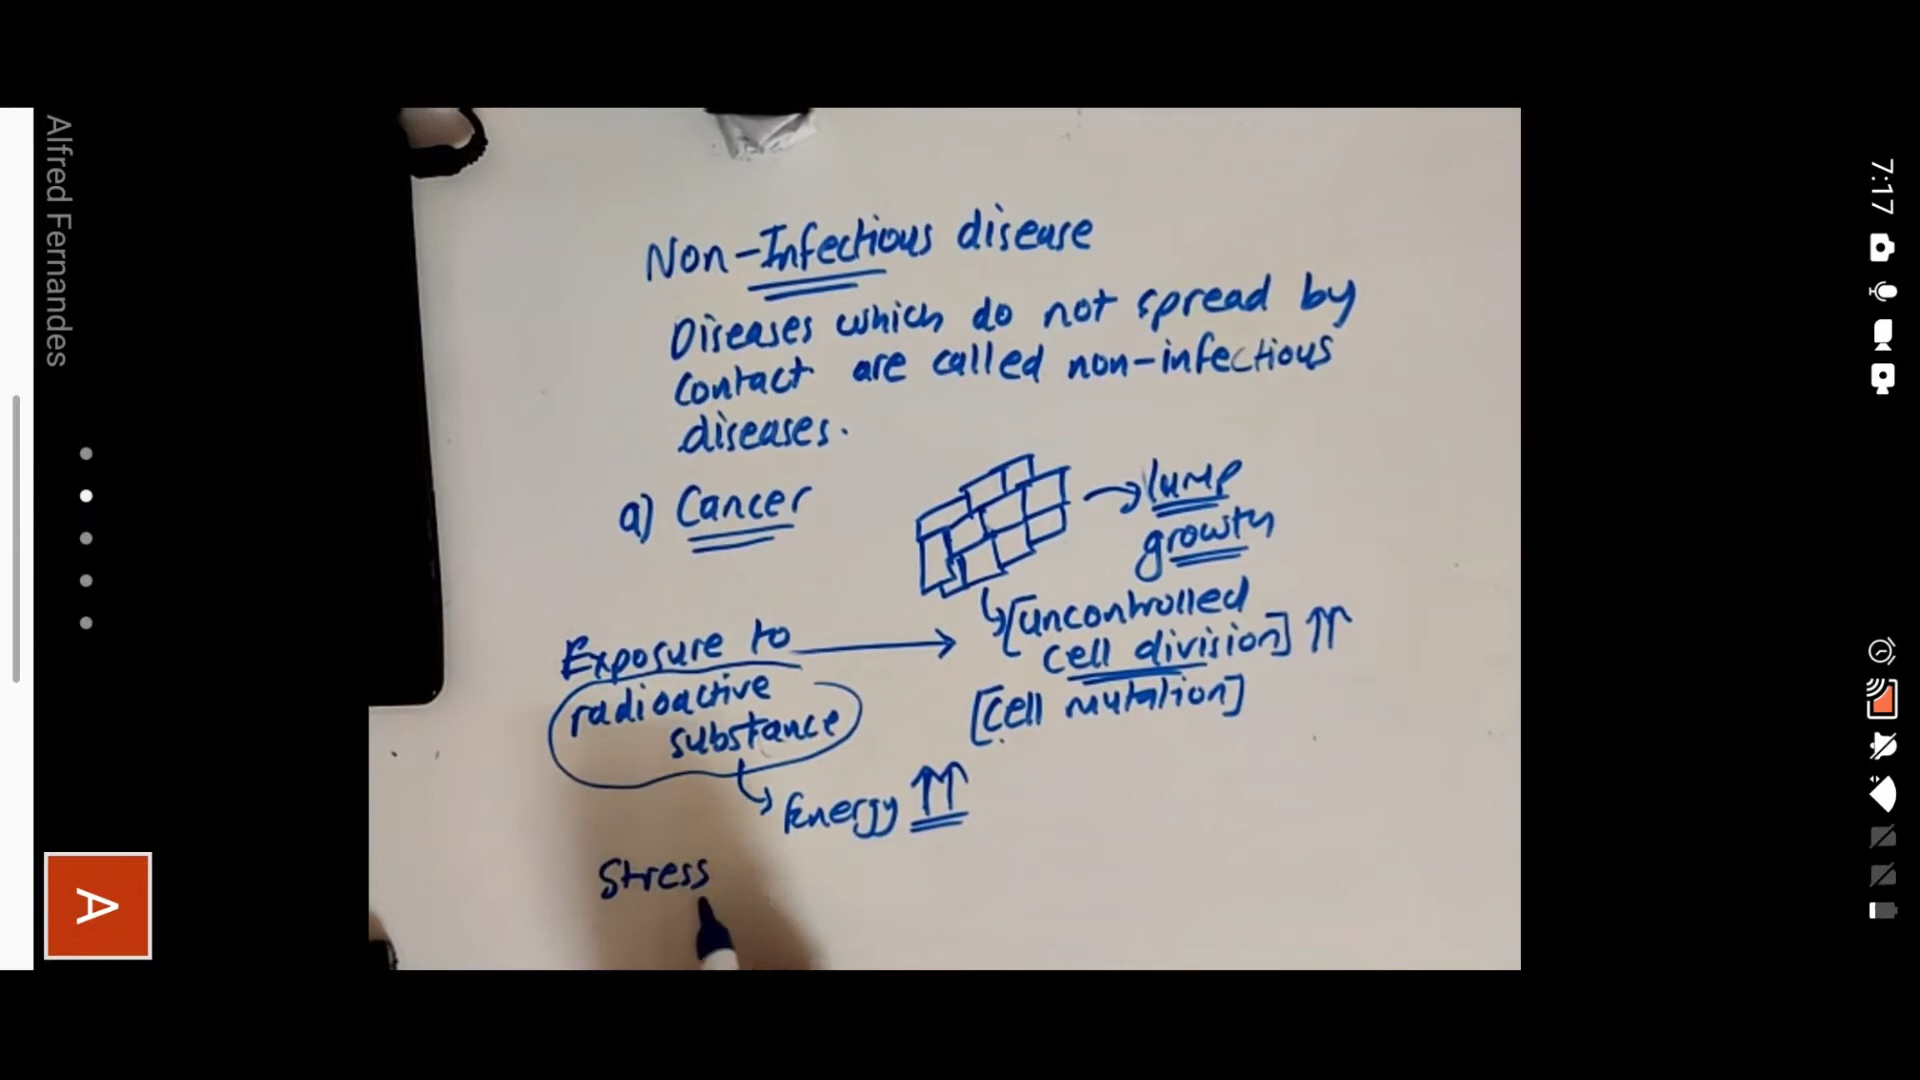 Alfred Fernandes
7:17
Non-Infectious disease
Diseases which do not spread by
contact are called non-infectious
diseases.
a) Cancer
lump
growth
[uncontrolled
cell division] ↑↑
[cell mutation]
Exposure to
radioactive
substance
Energy ↑↑
Stress
A